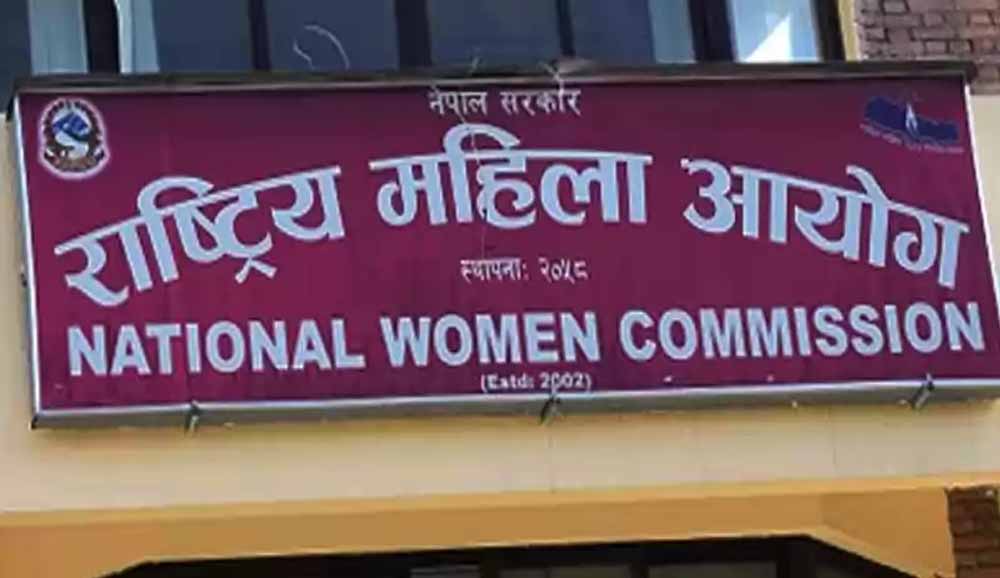 नेपाल सरकार
राष्ट्रिय महिला आयोग
स्थापनाः २०५८
NATIONAL WOMEN COMMISSION
(Estd: 2002)